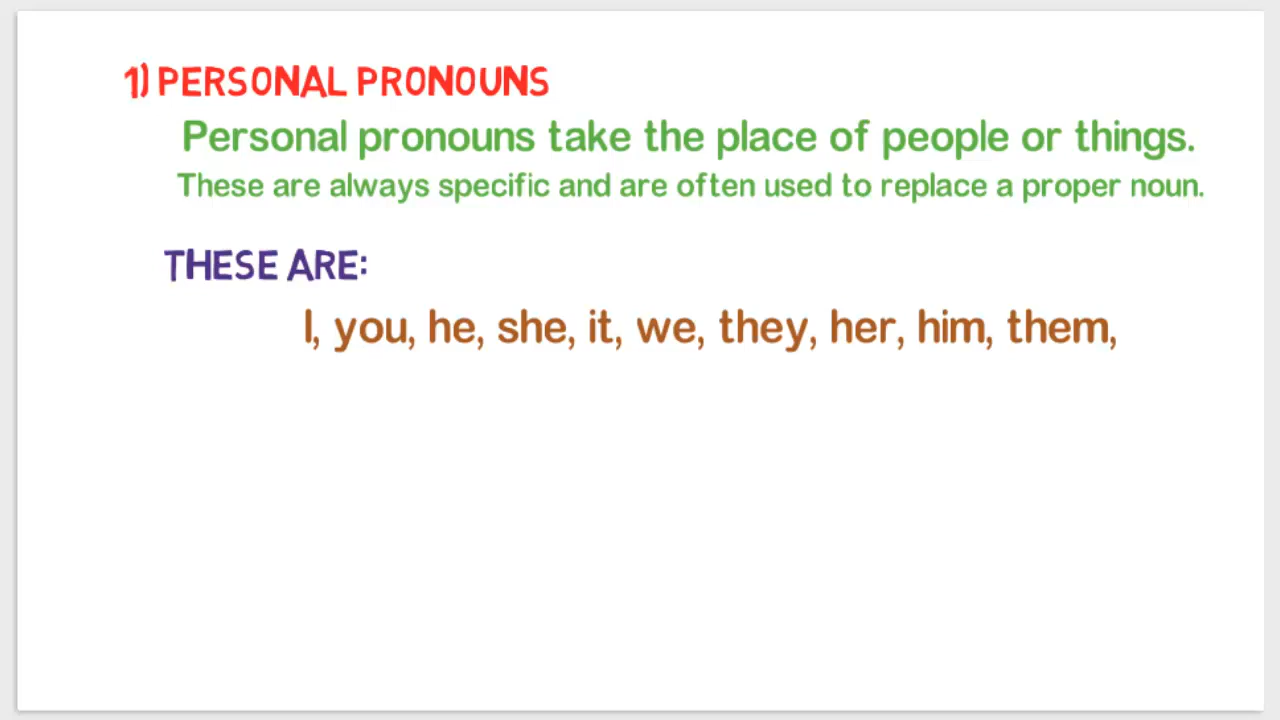 1) PERSONAL PRONOUNS
Personal pronouns take the place of people or things.
These are always specific and are often used to replace a proper noun.
THESE ARE:
I, you, he, she, it, we, they, her, him, them,